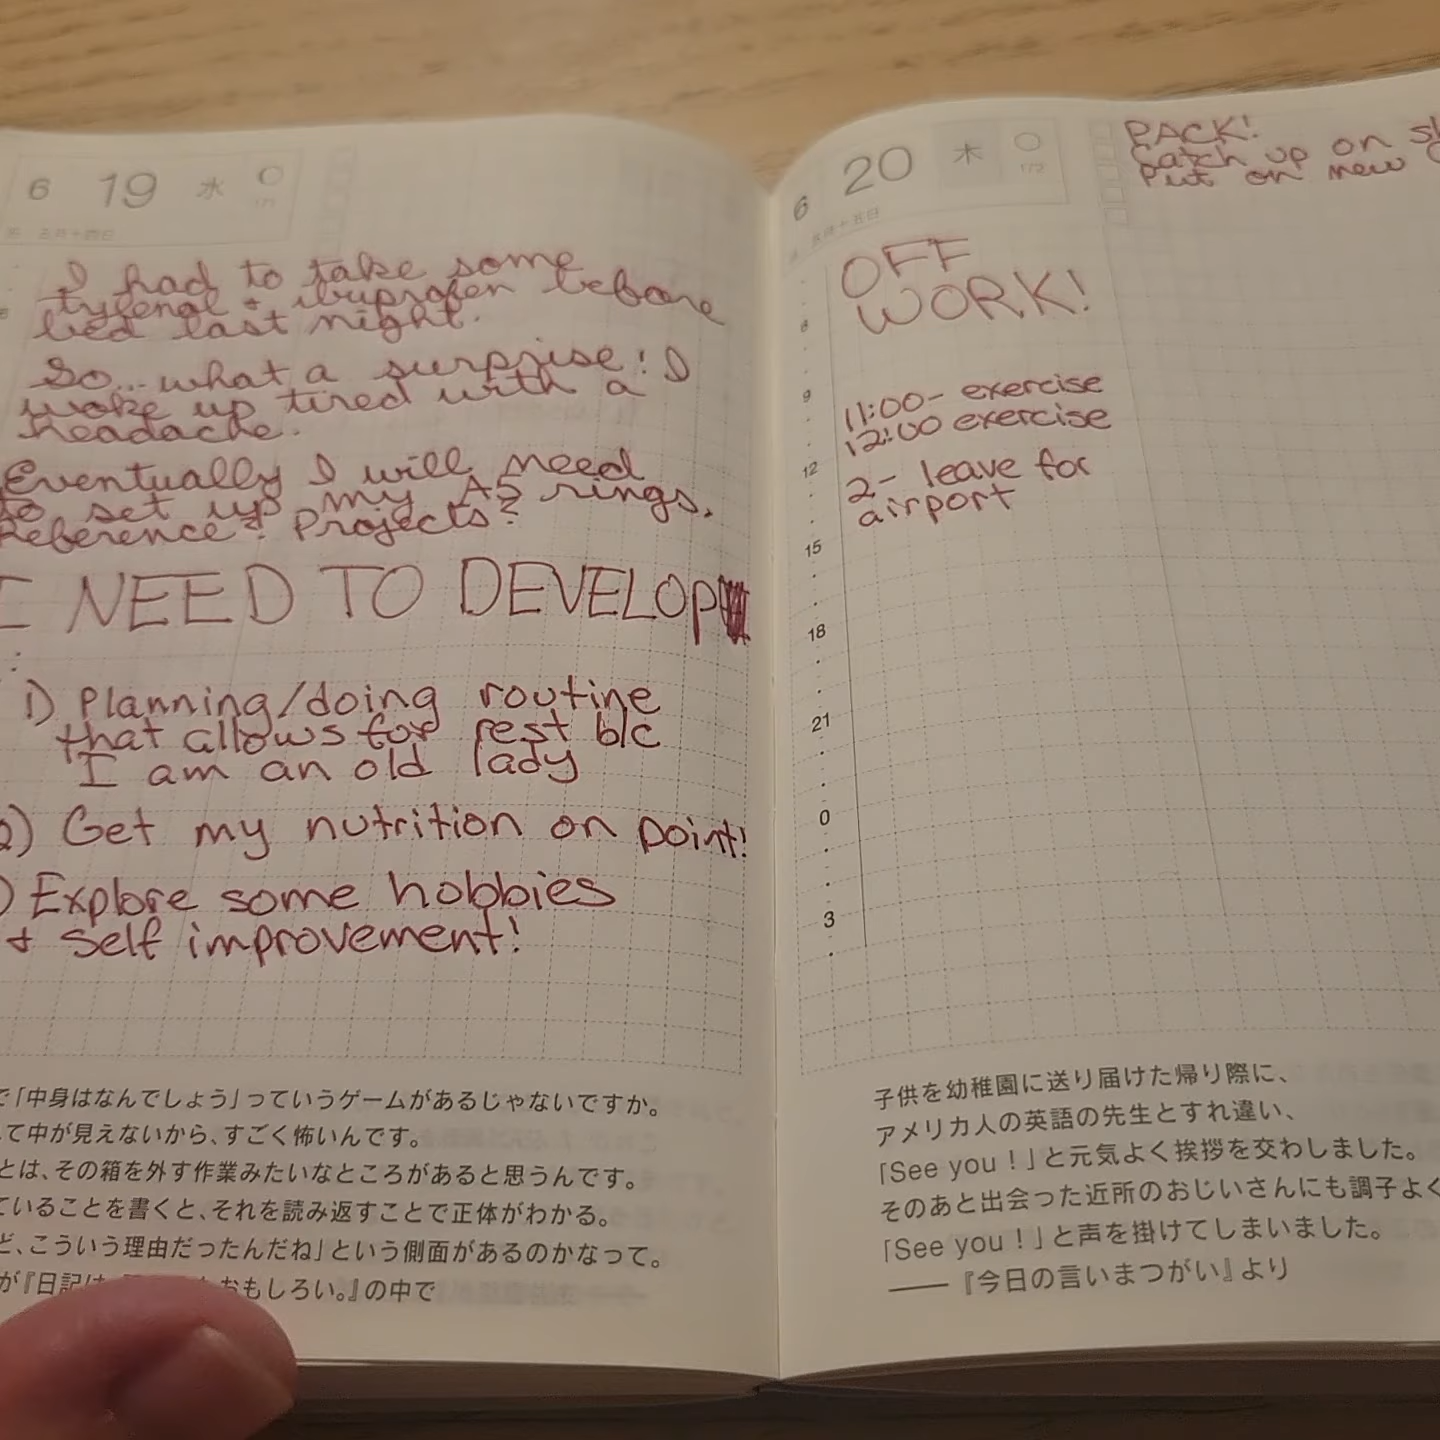 6 19 水
五月十四日
I had to take some
tylenol + ibuprofen before
bed last night.
So... what a surprise! I
woke up tired with a
headache.
Eventually I will need
to set up my A5 rings.
Reference? Projects?
I NEED TO DEVELOP
:
1) Planning/doing routine
that allows for rest b/c
I am an old lady
2) Get my nutrition on point!
) Explore some hobbies
+ self improvement!
で「中身はなんでしょう」っていうゲームがあるじゃないですか。
て中が見えないから、すごく怖いんです。
とは、その箱を外す作業みたいなところがあると思うんです。
ていることを書くと、それを読み返すことで正体がわかる。
ど、こういう理由だったんだね」という側面があるのかなって。
が『日記は おもしろい。』の中で
6 20 木
172
五月十五日
PACK!
Catch up on
Put on new
OFF
WORK!
8
9
11:00- exercise
12:00 exercise
12
2- leave for
airport
15
18
21
0
3
子供を幼稚園に送り届けた帰り際に、
アメリカ人の英語の先生とすれ違い、
「See you！」と元気よく挨拶を交わしました。
そのあと出会った近所のおじいさんにも調子よく
「See you！」と声を掛けてしまいました。
——『今日の言いまつがい』より